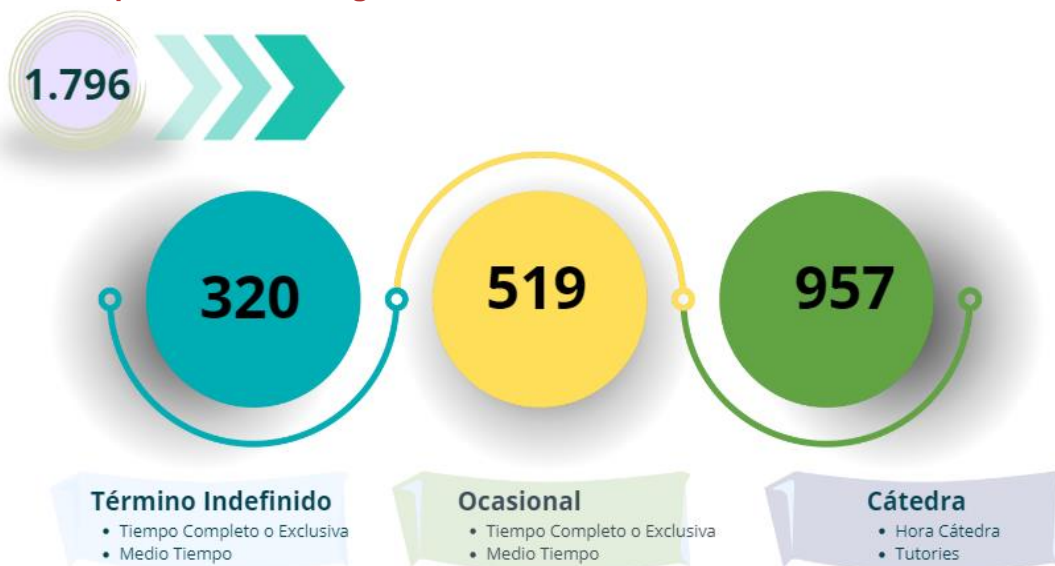 1.796
320
519
957
Término Indefinido
• Tiempo Completo o Exclusiva
• Medio Tiempo
Ocasional
• Tiempo Completo o Exclusiva
• Medio Tiempo
Cátedra
• Hora Cátedra
• Tutories